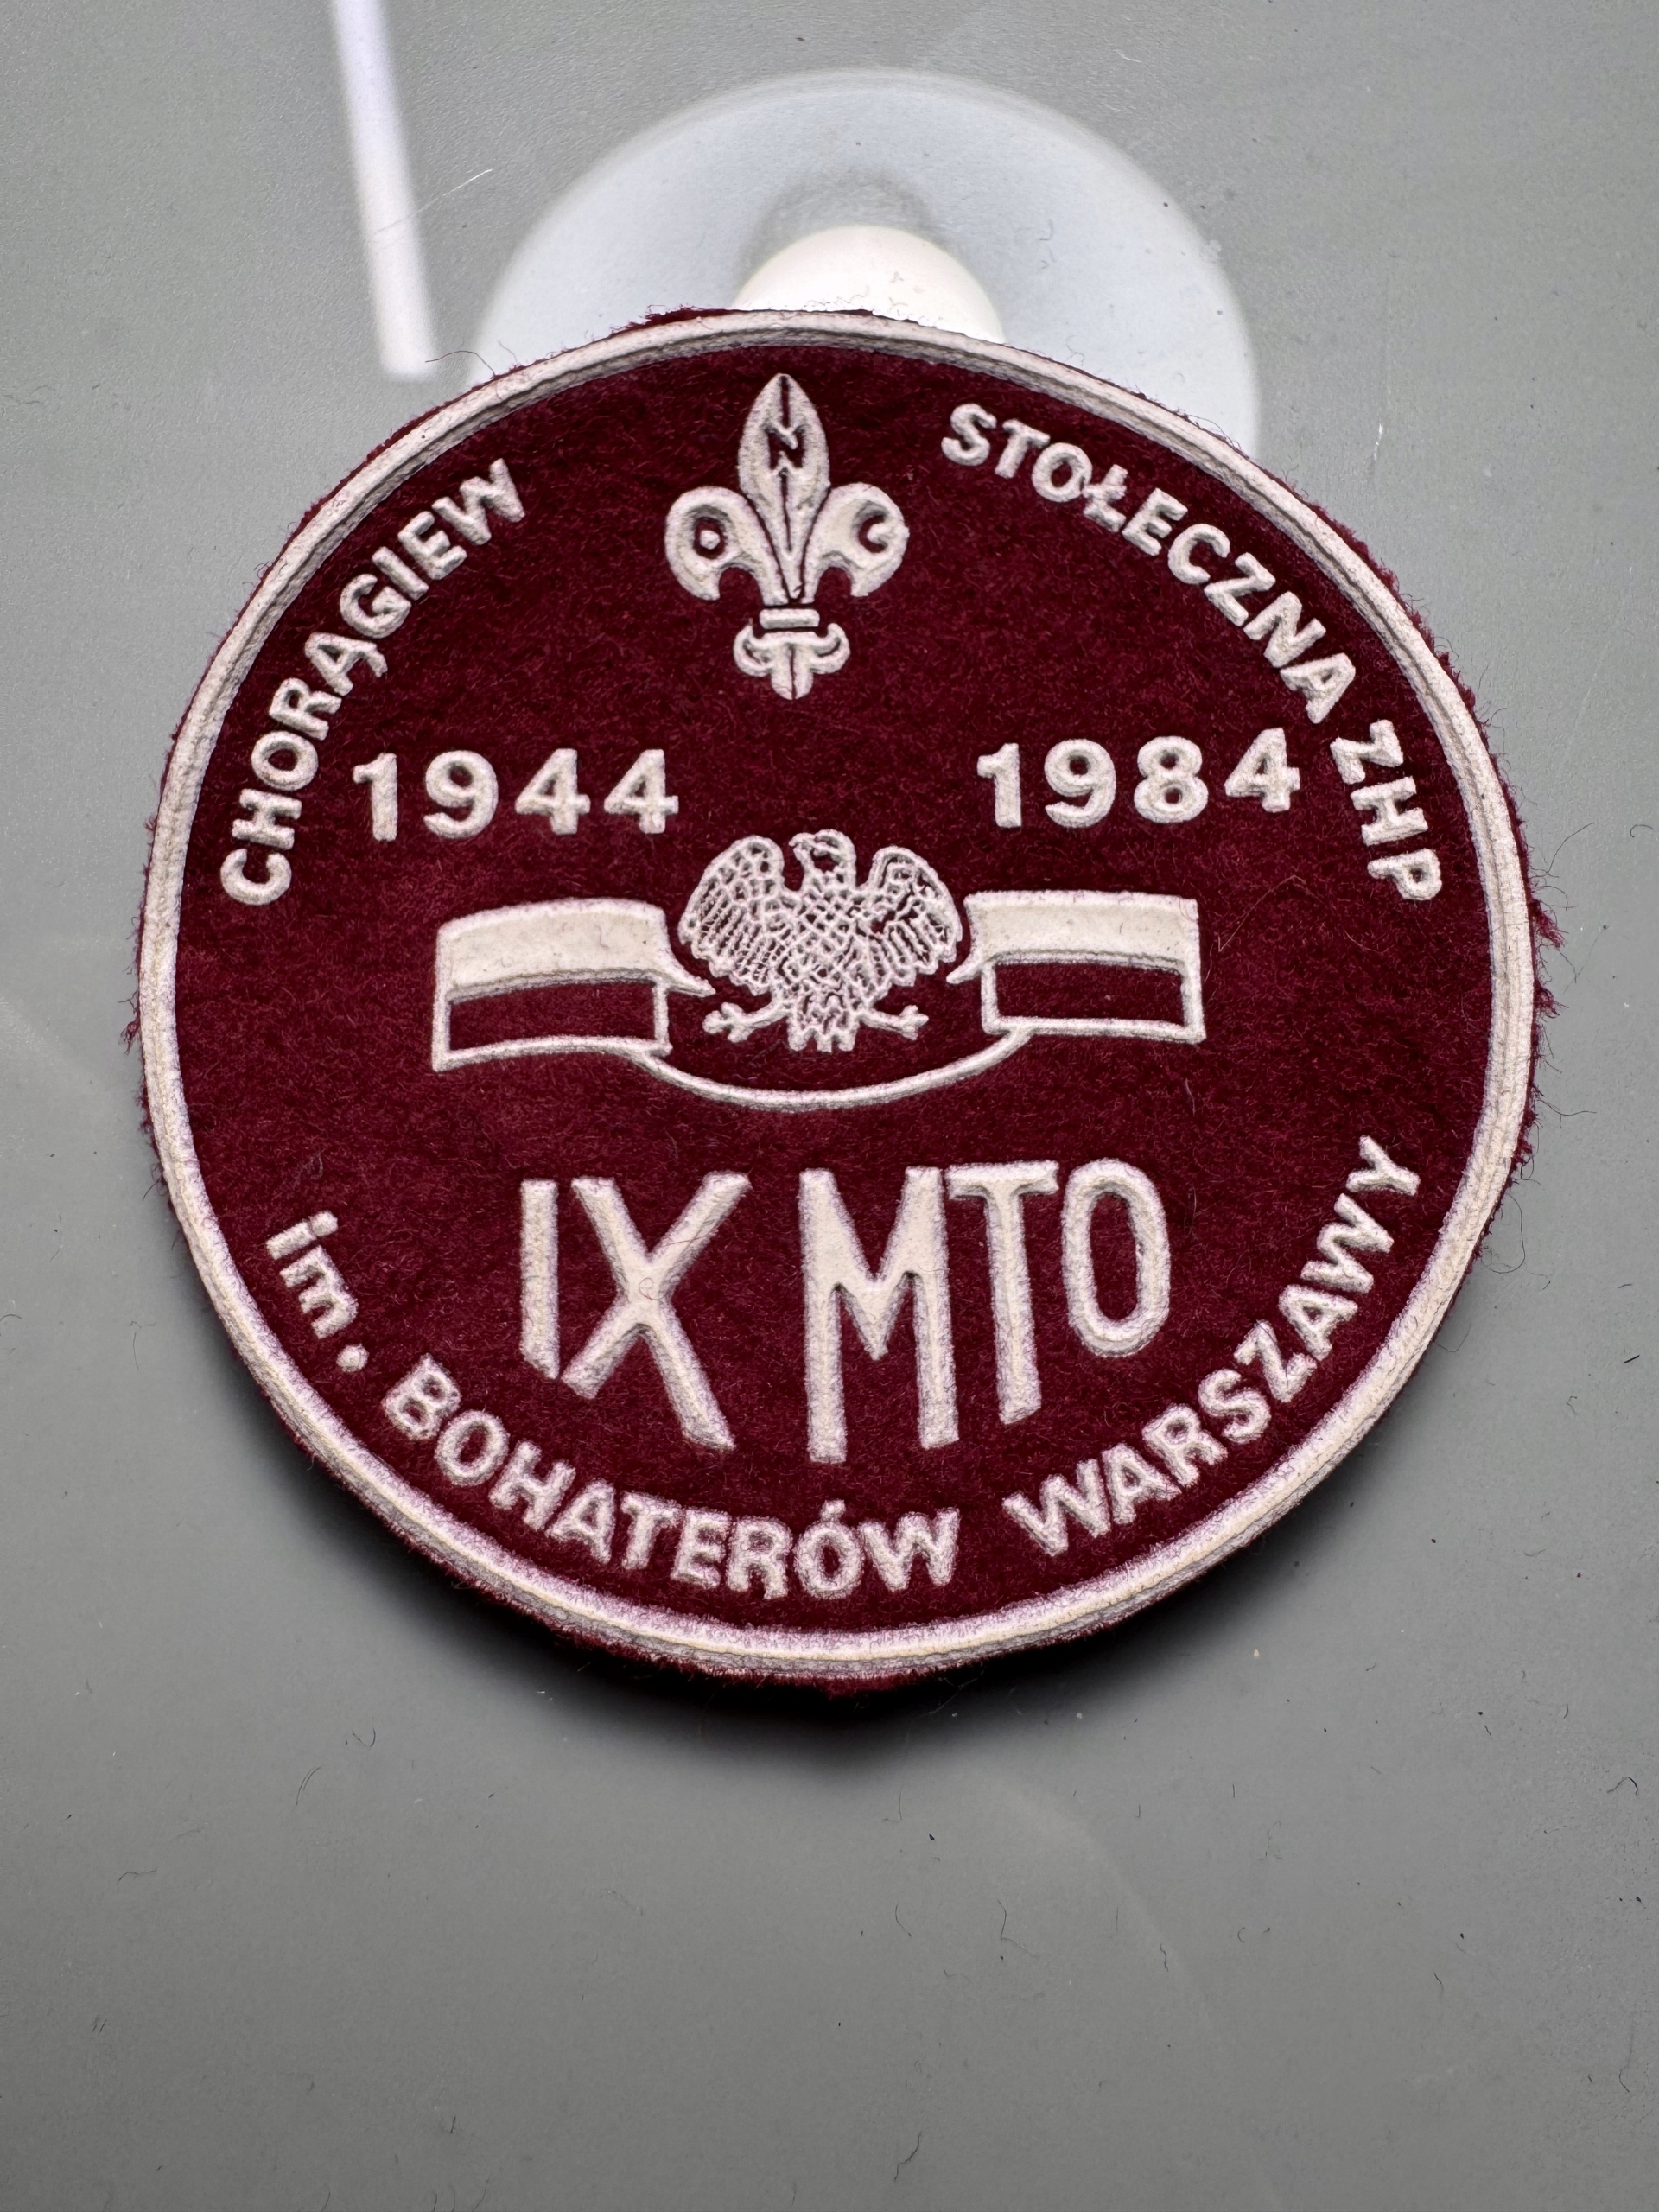 CHORĄGIEW STOŁECZNA ZHP
1944 1984
IX MTO
im. BOHATERÓW WARSZAWY